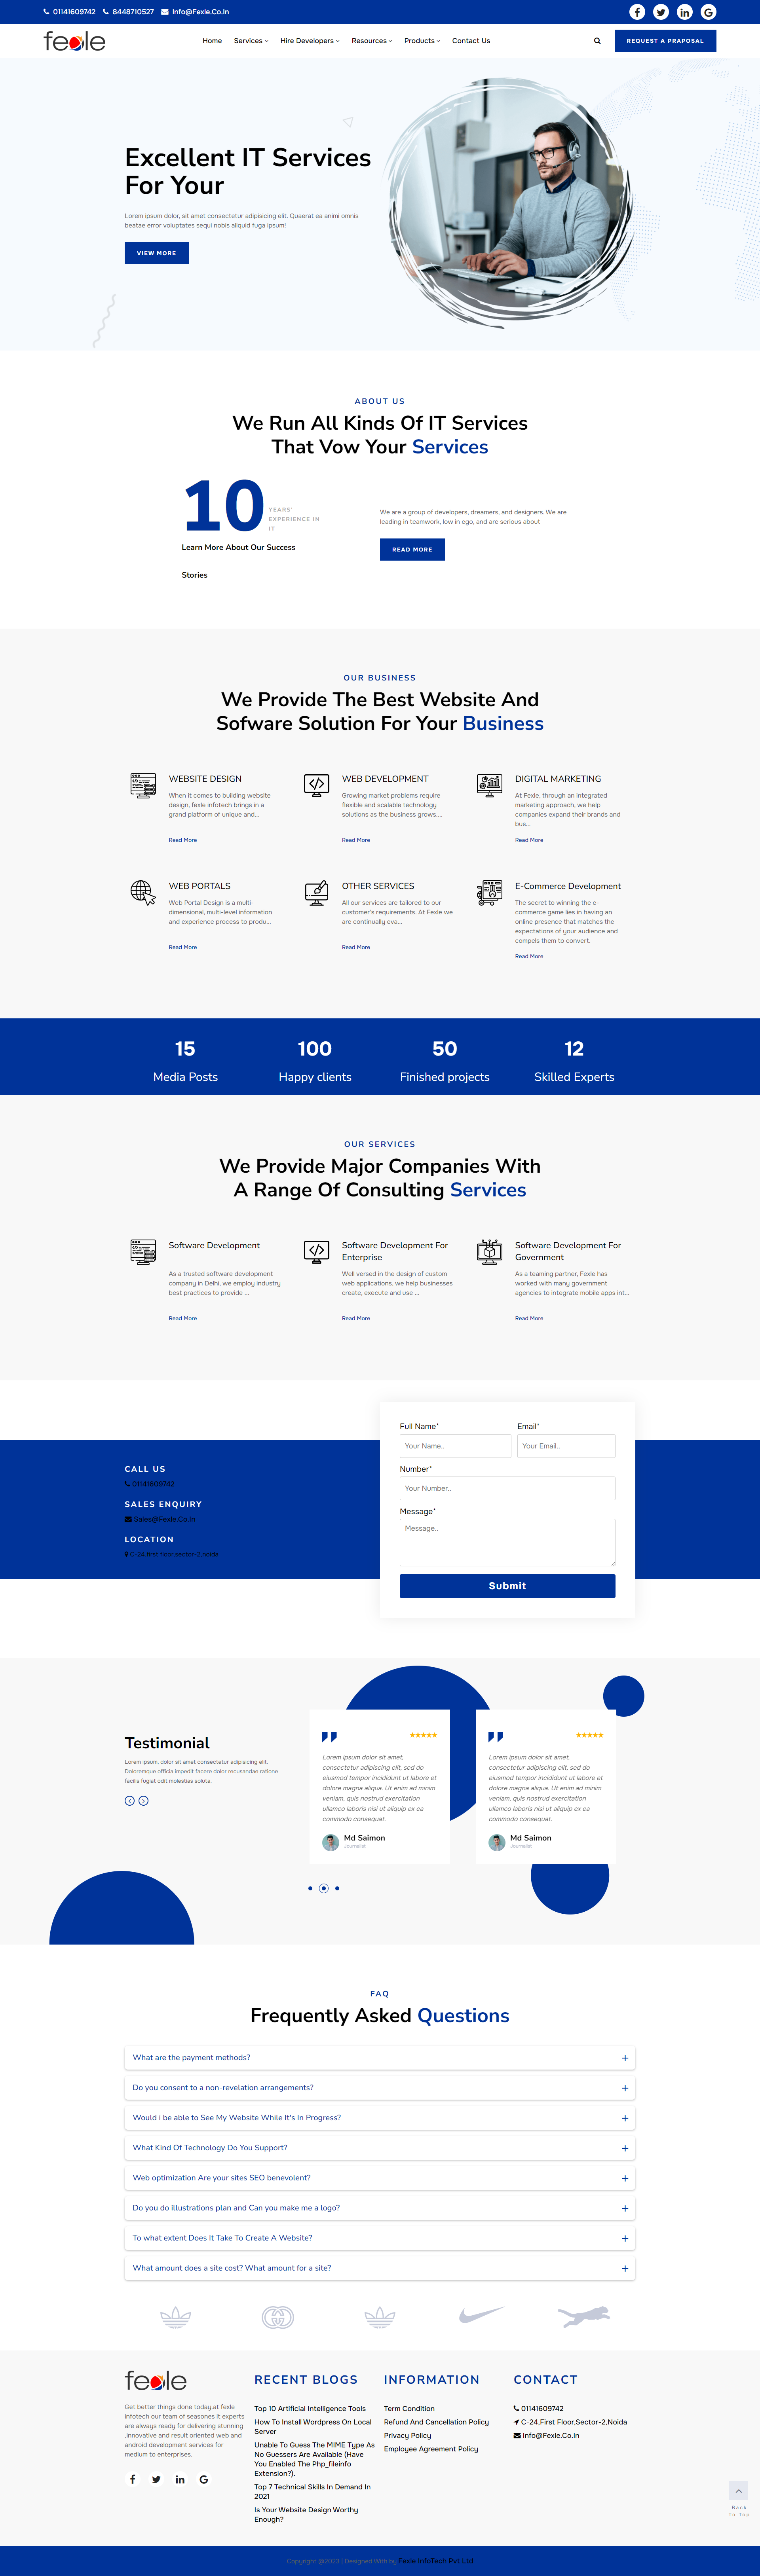 01141609742 8448710527 Info@Fexle.Co.In
fexle
Home Services Hire Developers Resources Products Contact Us
REQUEST A PRAPOSAL
Excellent IT Services
For Your
Lorem ipsum dolor, sit amet consectetur adipisicing elit. Quaerat ea animi omnis
beatae error voluptates sequi nobis aliquid fuga ipsum!
VIEW MORE
ABOUT US
We Run All Kinds Of IT Services
That Vow Your Services
10
YEARS'
EXPERIENCE IN
IT
Learn More About Our Success
Stories
We are a group of developers, dreamers, and designers. We are
leading in teamwork, low in ego, and are serious about
READ MORE
OUR BUSINESS
We Provide The Best Website And
Sofware Solution For Your Business
WEBSITE DESIGN
When it comes to building website
design, fexle infotech brings in a
grand platform of unique and...
Read More
WEB DEVELOPMENT
Growing market problems require
flexible and scalable technology
solutions as the business grows....
Read More
DIGITAL MARKETING
At Fexle, through an integrated
marketing approach, we help
companies expand their brands and
bus...
Read More
WEB PORTALS
Web Portal Design is a multi-
dimensional, multi-level information
and experience process to produ...
Read More
OTHER SERVICES
All our services are tailored to our
customer's requirements. At Fexle we
are continually eva...
Read More
E-Commerce Development
The secret to winning the e-
commerce game lies in having an
online presence that matches the
expectations of your audience and
compels them to convert.
Read More
15
Media Posts
100
Happy clients
50
Finished projects
12
Skilled Experts
OUR SERVICES
We Provide Major Companies With
A Range Of Consulting Services
Software Development
As a trusted software development
company in Delhi, we employ industry
best practices to provide ...
Read More
Software Development For
Enterprise
Well versed in the design of custom
web applications, we help businesses
create, execute and use ...
Read More
Software Development For
Government
As a teaming partner, Fexle has
worked with many government
agencies to integrate mobile apps int...
Read More
CALL US
01141609742
SALES ENQUIRY
Sales@Fexle.Co.In
LOCATION
C-24,first floor,sector-2,noida
Full Name* Email*
Your Name.. Your Email..
Number*
Your Number..
Message*
Message..
Submit
Testimonial
Lorem ipsum, dolor sit amet consectetur adipisicing elit.
Doloremque officia impedit facere dolor recusandae ratione
facilis fugiat odit molestias soluta.
Lorem ipsum dolor sit amet,
consectetur adipiscing elit, sed do
eiusmod tempor incididunt ut labore et
dolore magna aliqua. Ut enim ad minim
veniam, quis nostrud exercitation
ullamco laboris nisi ut aliquip ex ea
commodo consequat.
Md Saimon
Journalist
Lorem ipsum dolor sit amet,
consectetur adipiscing elit, sed do
eiusmod tempor incididunt ut labore et
dolore magna aliqua. Ut enim ad minim
veniam, quis nostrud exercitation
ullamco laboris nisi ut aliquip ex ea
commodo consequat.
Md Saimon
Journalist
FAQ
Frequently Asked Questions
What are the payment methods?
Do you consent to a non-revelation arrangements?
Would i be able to See My Website While It's In Progress?
What Kind Of Technology Do You Support?
Web optimization Are your sites SEO benevolent?
Do you do illustrations plan and Can you make me a logo?
To what extent Does It Take To Create A Website?
What amount does a site cost? What amount for a site?
fexle
Get better things done today.at fexle
infotech our team of seasones it experts
are always ready for delivering stunning
,innovative and result oriented web and
android development services for
medium to enterprises.
RECENT BLOGS
Top 10 Artificial Intelligence Tools
How To Install Wordpress On Local
Server
Unable To Guess The MIME Type As
No Guessers Are Available (Have
You Enabled The Php_fileinfo
Extension?).
Top 7 Technical Skills In Demand In
2021
Is Your Website Design Worthy
Enough?
INFORMATION
Term Condition
Refund And Cancellation Policy
Privacy Policy
Employee Agreement Policy
CONTACT
01141609742
C-24,First Floor,Sector-2,Noida
Info@Fexle.Co.In
Back
To Top
Copyright @2023 | Designed With by Fexle InfoTech Pvt Ltd